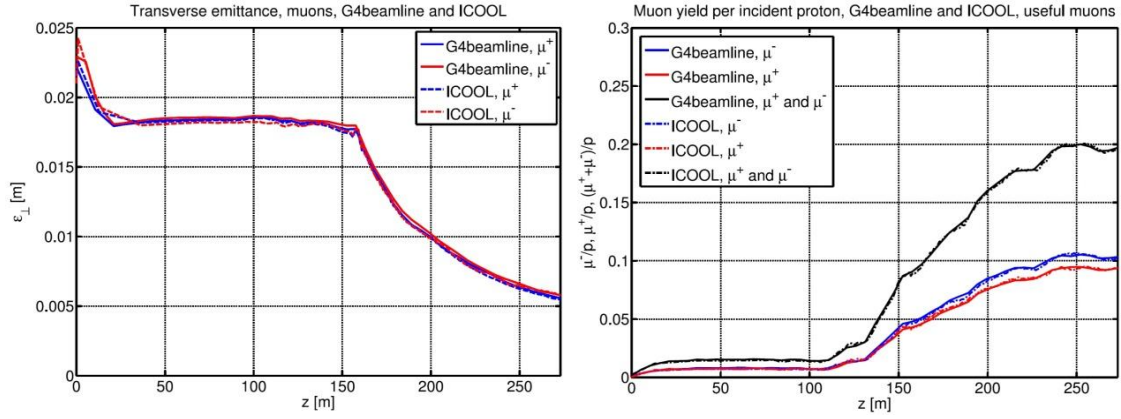 Transverse emittance, muons, G4beamline and ICOOL
0.025
0.02
0.015
0.01
0.005
0
ε⊥ [m]
G4beamline, μ+
G4beamline, μ-
ICOOL, μ+
ICOOL, μ-
0 50 100 150 200 250
z [m]
Muon yield per incident proton, G4beamline and ICOOL, useful muons
0.3
0.25
0.2
0.15
0.1
0.05
0
μ-/p, μ+/p, (μ++μ-)/p
G4beamline, μ-
G4beamline, μ+
G4beamline, μ+ and μ-
ICOOL, μ-
ICOOL, μ+
ICOOL, μ+ and μ-
0 50 100 150 200 250
z [m]